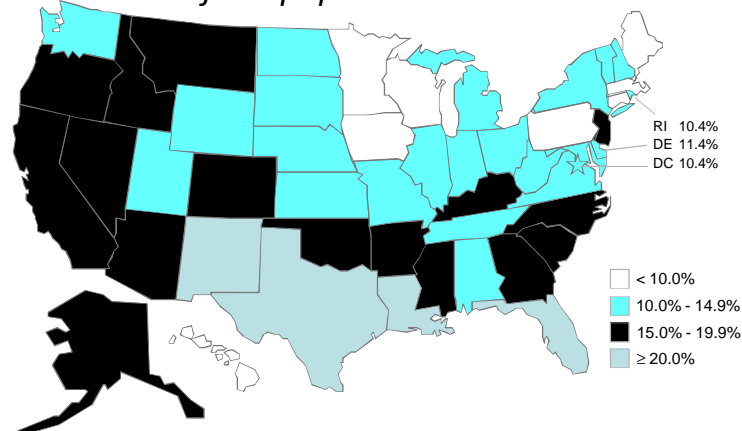 RI 10.4%
DE 11.4%
DC 10.4%
< 10.0%
10.0% - 14.9%
15.0% - 19.9%
≥ 20.0%